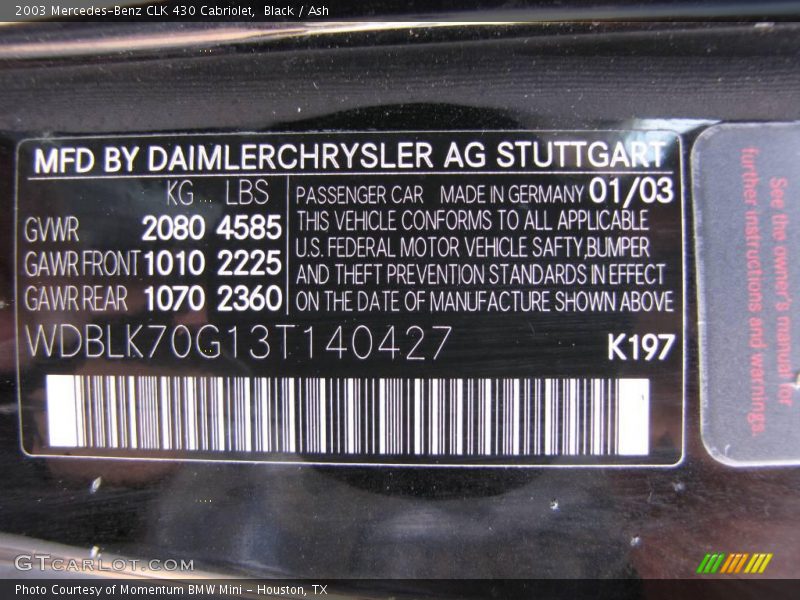 2003 Mercedes-Benz CLK 430 Cabriolet, Black / Ash
MFD BY DAIMLERCHRYSLER AG STUTTGART
KG LBS
GVWR 2080 4585
GAWR FRONT 1010 2225
GAWR REAR 1070 2360
PASSENGER CAR MADE IN GERMANY 01/03
THIS VEHICLE CONFORMS TO ALL APPLICABLE
U.S. FEDERAL MOTOR VEHICLE SAFTY,BUMPER
AND THEFT PREVENTION STANDARDS IN EFFECT
ON THE DATE OF MANUFACTURE SHOWN ABOVE
WDBLK70G13T140427
K197
See the owner's manual for
further instructions and warnings.
GTCARLOT.COM
Photo Courtesy of Momentum BMW Mini - Houston, TX